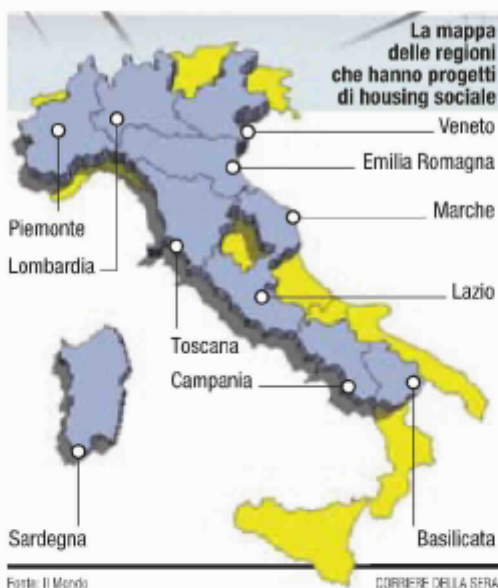 La mappa
delle regioni
che hanno progetti
di housing sociale
Veneto
Emilia Romagna
Marche
Piemonte
Lombardia
Lazio
Toscana
Campania
Sardegna
Basilicata
Fonte: Il Mondo
CORRIERE DELLA SERA